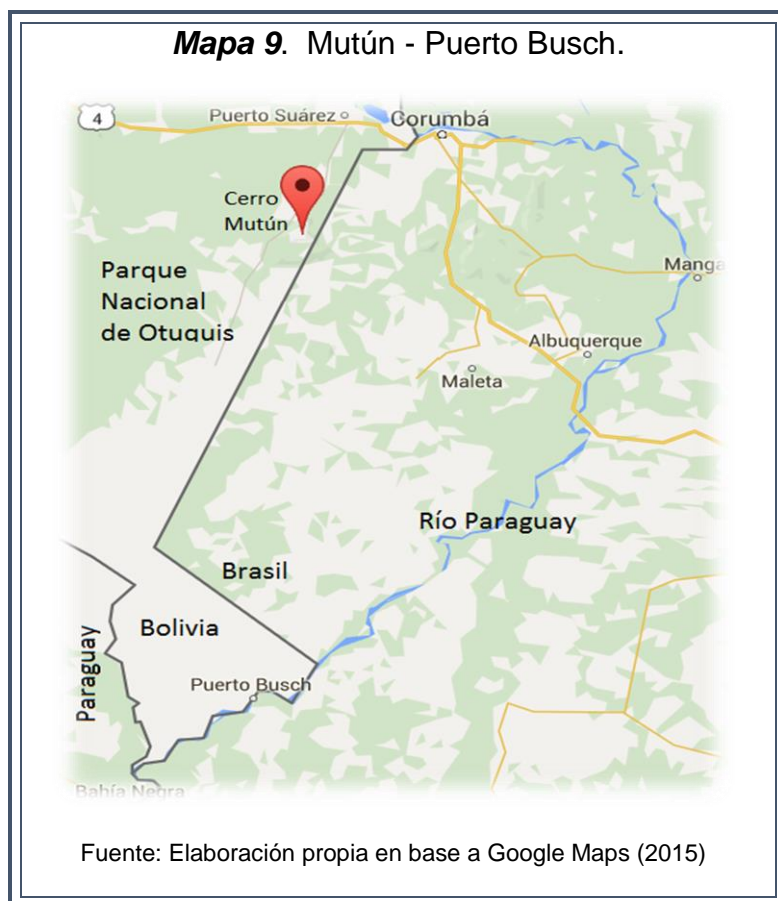 Mapa 9. Mutún - Puerto Busch.
4
Puerto Suárez
Corumbá
Cerro
Mutún
Parque
Nacional
de Otuquis
Manga
Albuquerque
Maleta
Río Paraguay
Brasil
Bolivia
Paraguay
Puerto Busch
Bahía Negra
Fuente: Elaboración propia en base a Google Maps (2015)